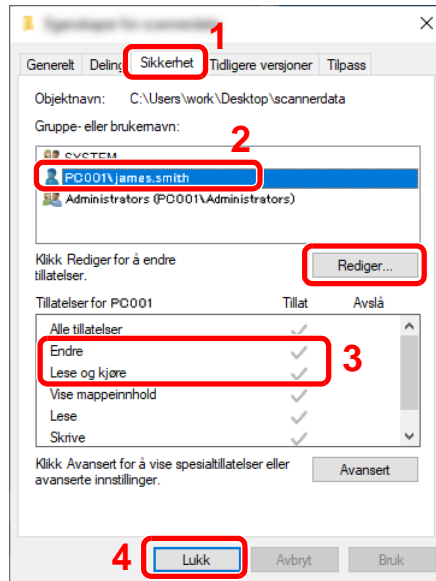 1
Generelt Deling Sikkerhet Tidligere versjoner Tilpass
Objektnavn: C:\Users\work\Desktop\scannerdata
Gruppe- eller brukernavn:
2
SYSTEM
PC001\james.smith
Administrators (PC001\Administrators)
Klikk Rediger for å endre
tillatelser.
Rediger...
Tillatelser for PC001 Tillat Avslå
Alle tillatelser
Endre
3
Lese og kjøre
Vise mappeinnhold
Lese
Skrive
Klikk Avansert for å vise spesialtillatelser eller
avanserte innstillinger.
Avansert
4
Lukk Avbryt Bruk